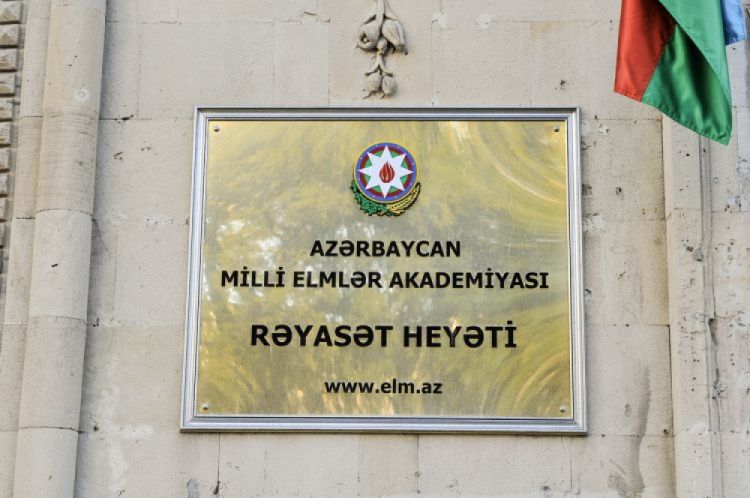 AZƏRBAYCAN
MİLLİ ELMLƏR AKADEMİYASI
RƏYASƏT HEYƏTİ
www.elm.az